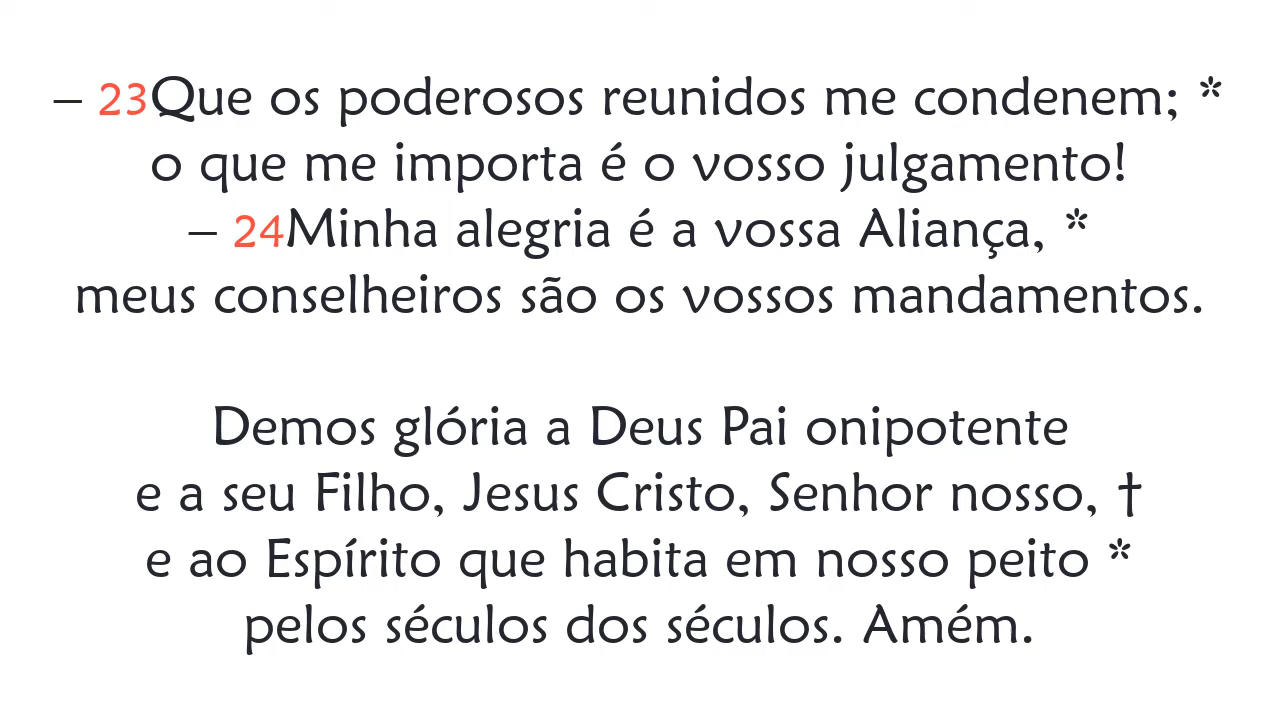 – 23Que os poderosos reunidos me condenem; *
o que me importa é o vosso julgamento!
– 24Minha alegria é a vossa Aliança, *
meus conselheiros são os vossos mandamentos.
Demos glória a Deus Pai onipotente
e a seu Filho, Jesus Cristo, Senhor nosso, †
e ao Espírito que habita em nosso peito *
pelos séculos dos séculos. Amém.